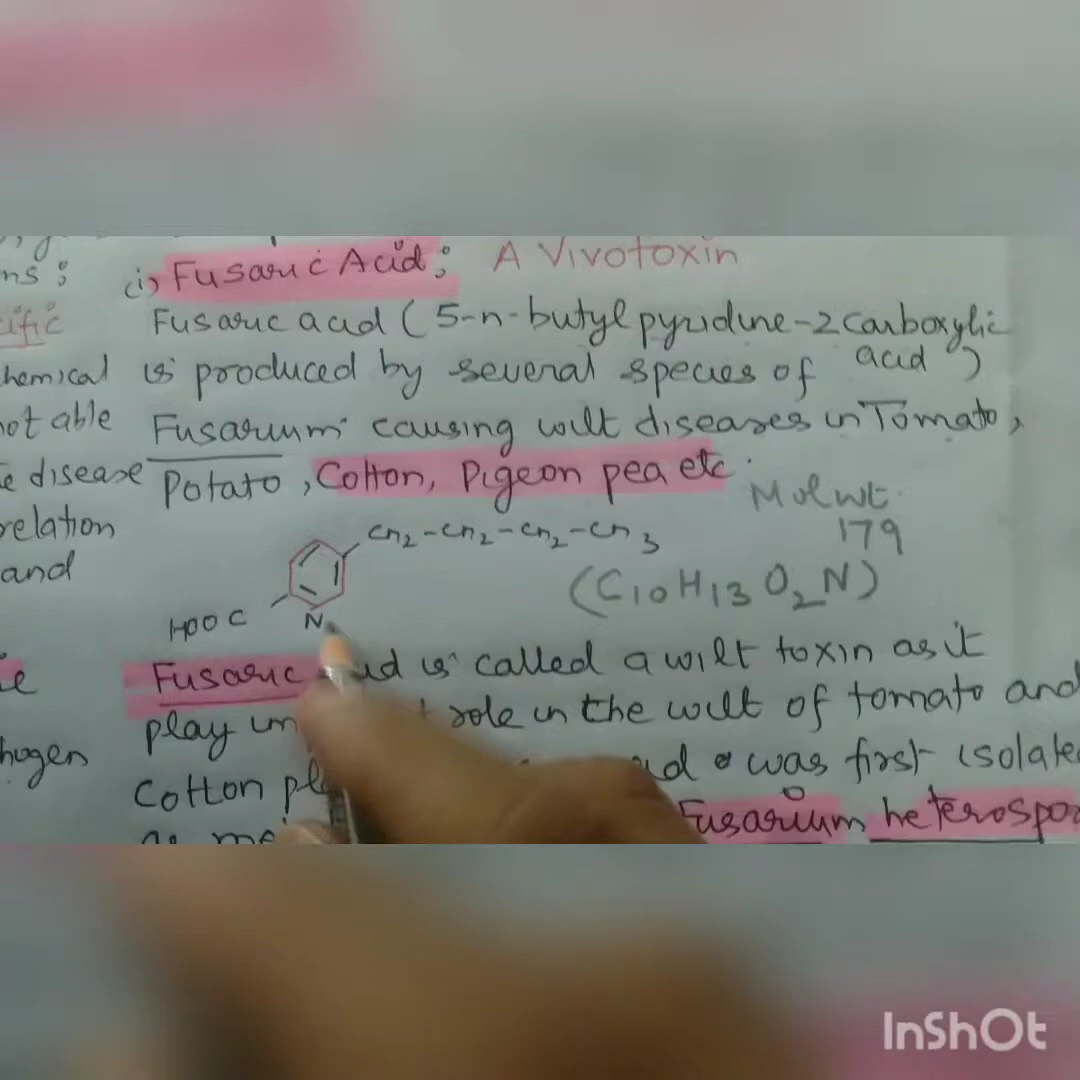 ns :
(i) Fusaric Acid : A Vivotoxin
Fusaric acid ( 5-n-butyl pyridine-2 carboxylic
acid )
hemical is produced by several species of
not able Fusarium causing wilt diseases in Tomato,
disease Potato, Cotton, Pigeon pea etc.
Mol wt.
179
relation
CH2-CH2-CH2-CH3
and
(C10H13O2N)
HOOC
N
Fusaric is called a wilt toxin as it
play role in the wilt of tomato and
hogen
Cotton was first isolate
Fusarium heterospo
InShOt